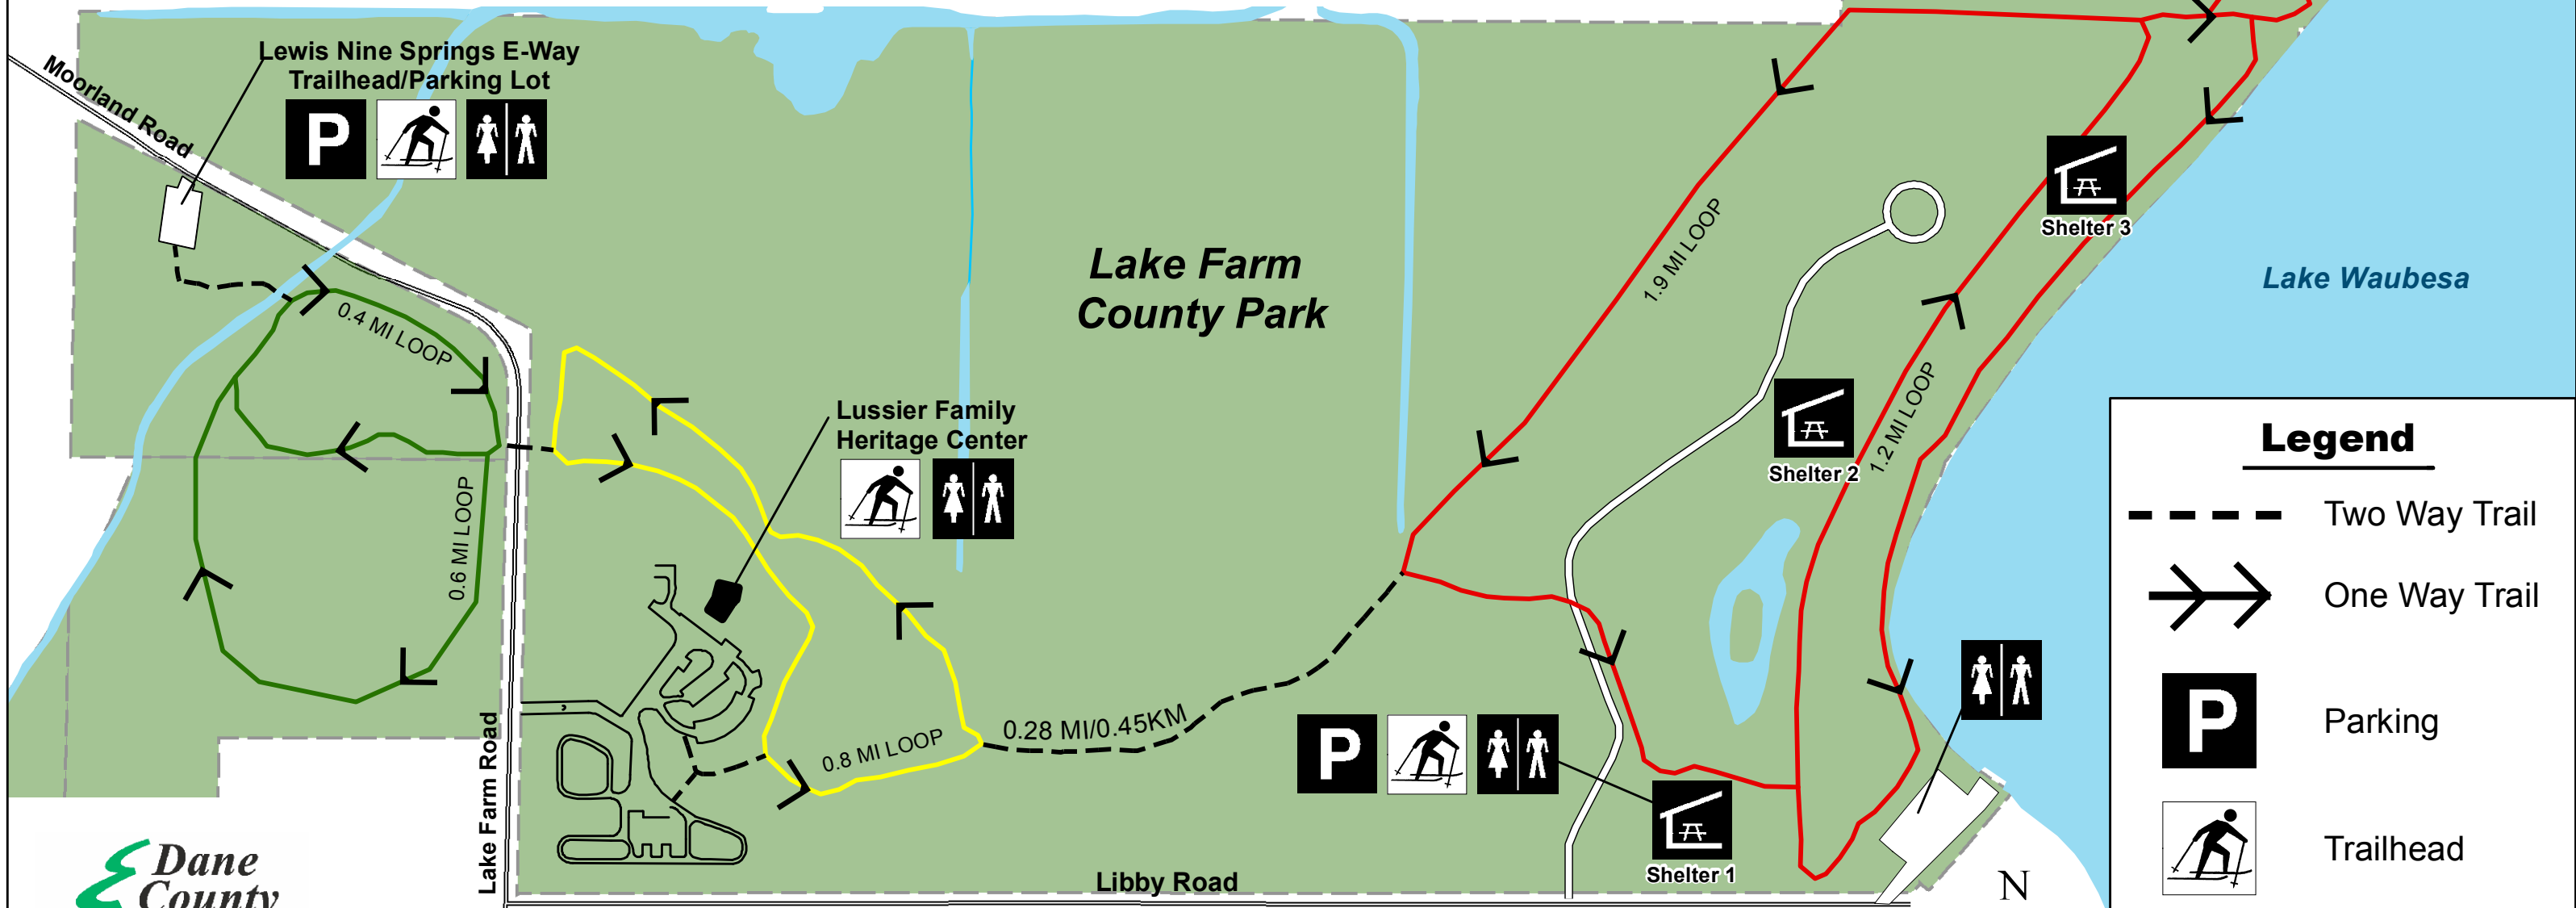 Lewis Nine Springs E-Way
Trailhead/Parking Lot
P
Moorland Road
0.4 MI LOOP
0.6 MI LOOP
Lussier Family
Heritage Center
Lake Farm
County Park
1.9 MI LOOP
Shelter 3
Lake Waubesa
Shelter 2
1.2 MI LOOP
0.8 MI LOOP
0.28 MI/0.45KM
P
Shelter 1
Lake Farm Road
Libby Road
N
Dane
County
Legend
Two Way Trail
One Way Trail
P
Parking
Trailhead